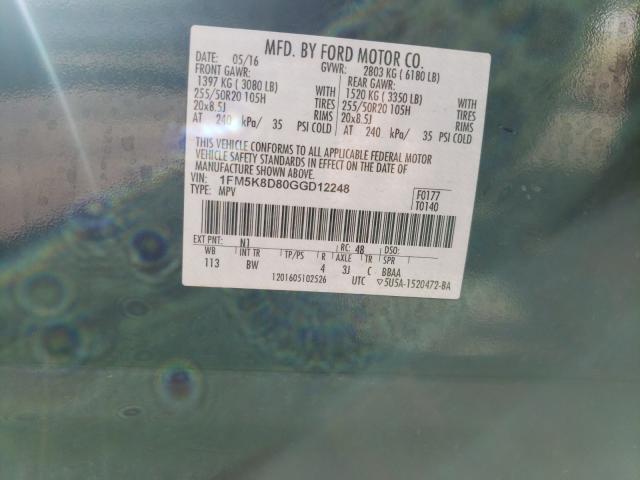 MFD. BY FORD MOTOR CO.
DATE: 05/16 GVWR: 2803 KG ( 6180 LB)
FRONT GAWR: REAR GAWR:
1397 KG ( 3080 LB) WITH 1520 KG ( 3350 LB) WITH
255/50R20 105H TIRES 255/50R20 105H TIRES
20x8.5J RIMS 20x8.5J RIMS
AT 240 kPa/ 35 PSI COLD AT 240 kPa/ 35 PSI COLD
THIS VEHICLE CONFORMS TO ALL APPLICABLE FEDERAL MOTOR
VEHICLE SAFETY STANDARDS IN EFFECT ON THE DATE OF
MANUFACTURE SHOWN ABOVE.
VIN: 1FM5K8D80GGD12248
TYPE: MPV
F0177
T0140
EXT PNT: N1 RC: 48 DSO:
WB INT TR TP/PS R AXLE TR SPR
113 BW 4 3J C BBAA
1201605102526 UTC ▽5U5A-1520472-BA